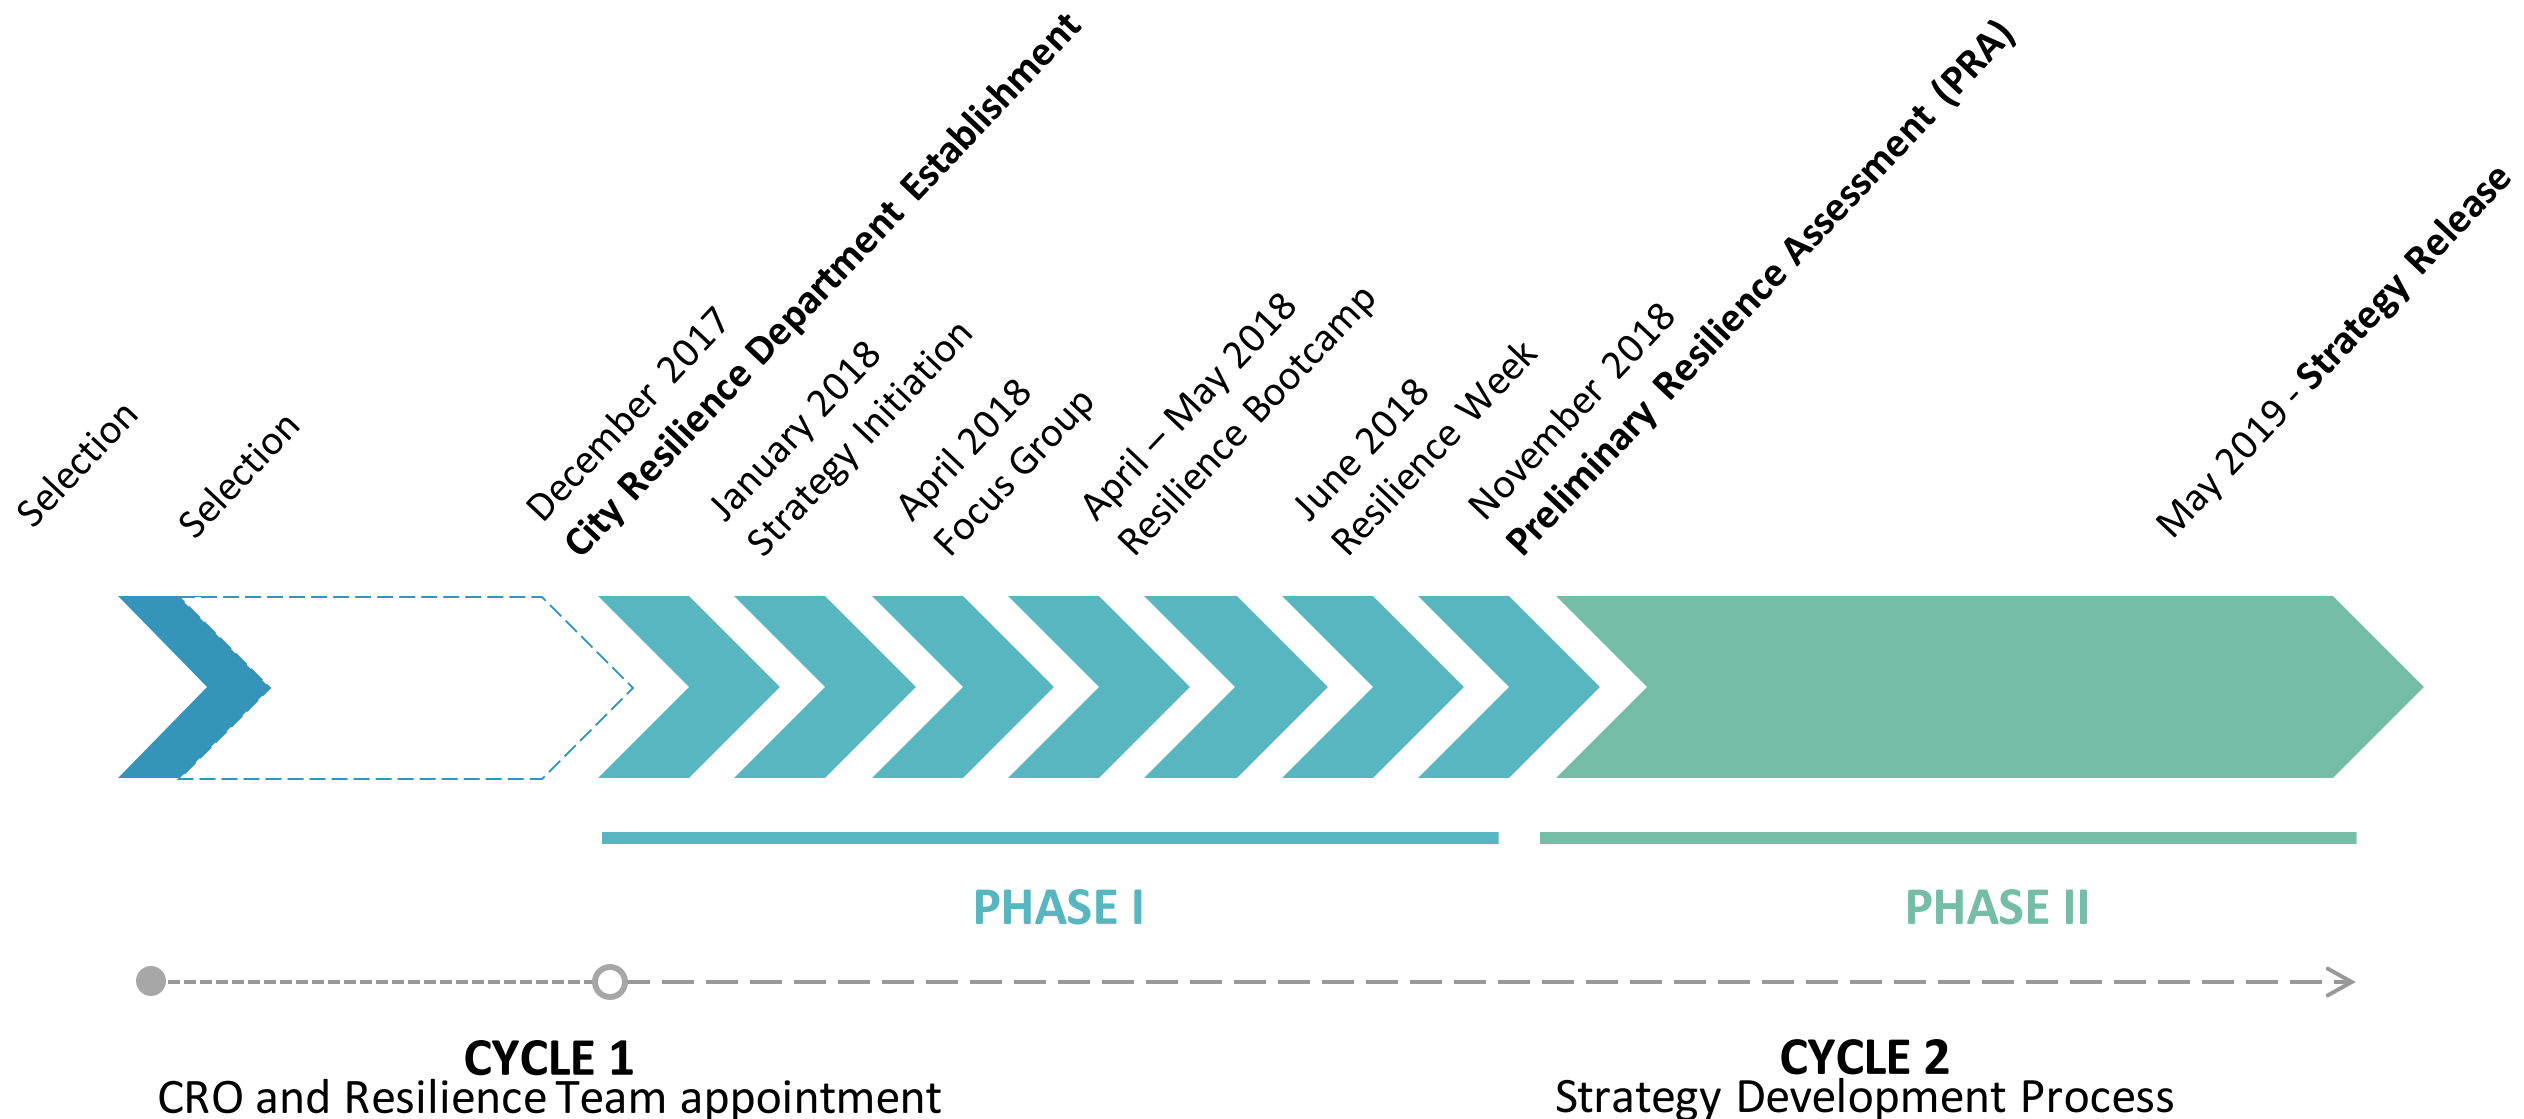 Selection
Selection
December 2017
City Resilience Department Establishment
January 2018
Strategy Initiation
April 2018
Focus Group
April – May 2018
Resilience Bootcamp
June 2018
Resilience Week
November 2018
Preliminary Resilience Assessment (PRA)
May 2019 - Strategy Release
PHASE I
PHASE II
CYCLE 1
CRO and Resilience Team appointment
CYCLE 2
Strategy Development Process